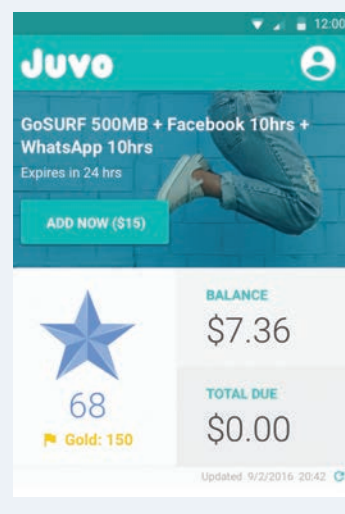 12:00
Juvo
GoSURF 500MB + Facebook 10hrs +
WhatsApp 10hrs
Expires in 24 hrs
ADD NOW ($15)
68
Gold: 150
BALANCE
$7.36
TOTAL DUE
$0.00
Updated 9/2/2016 20:42